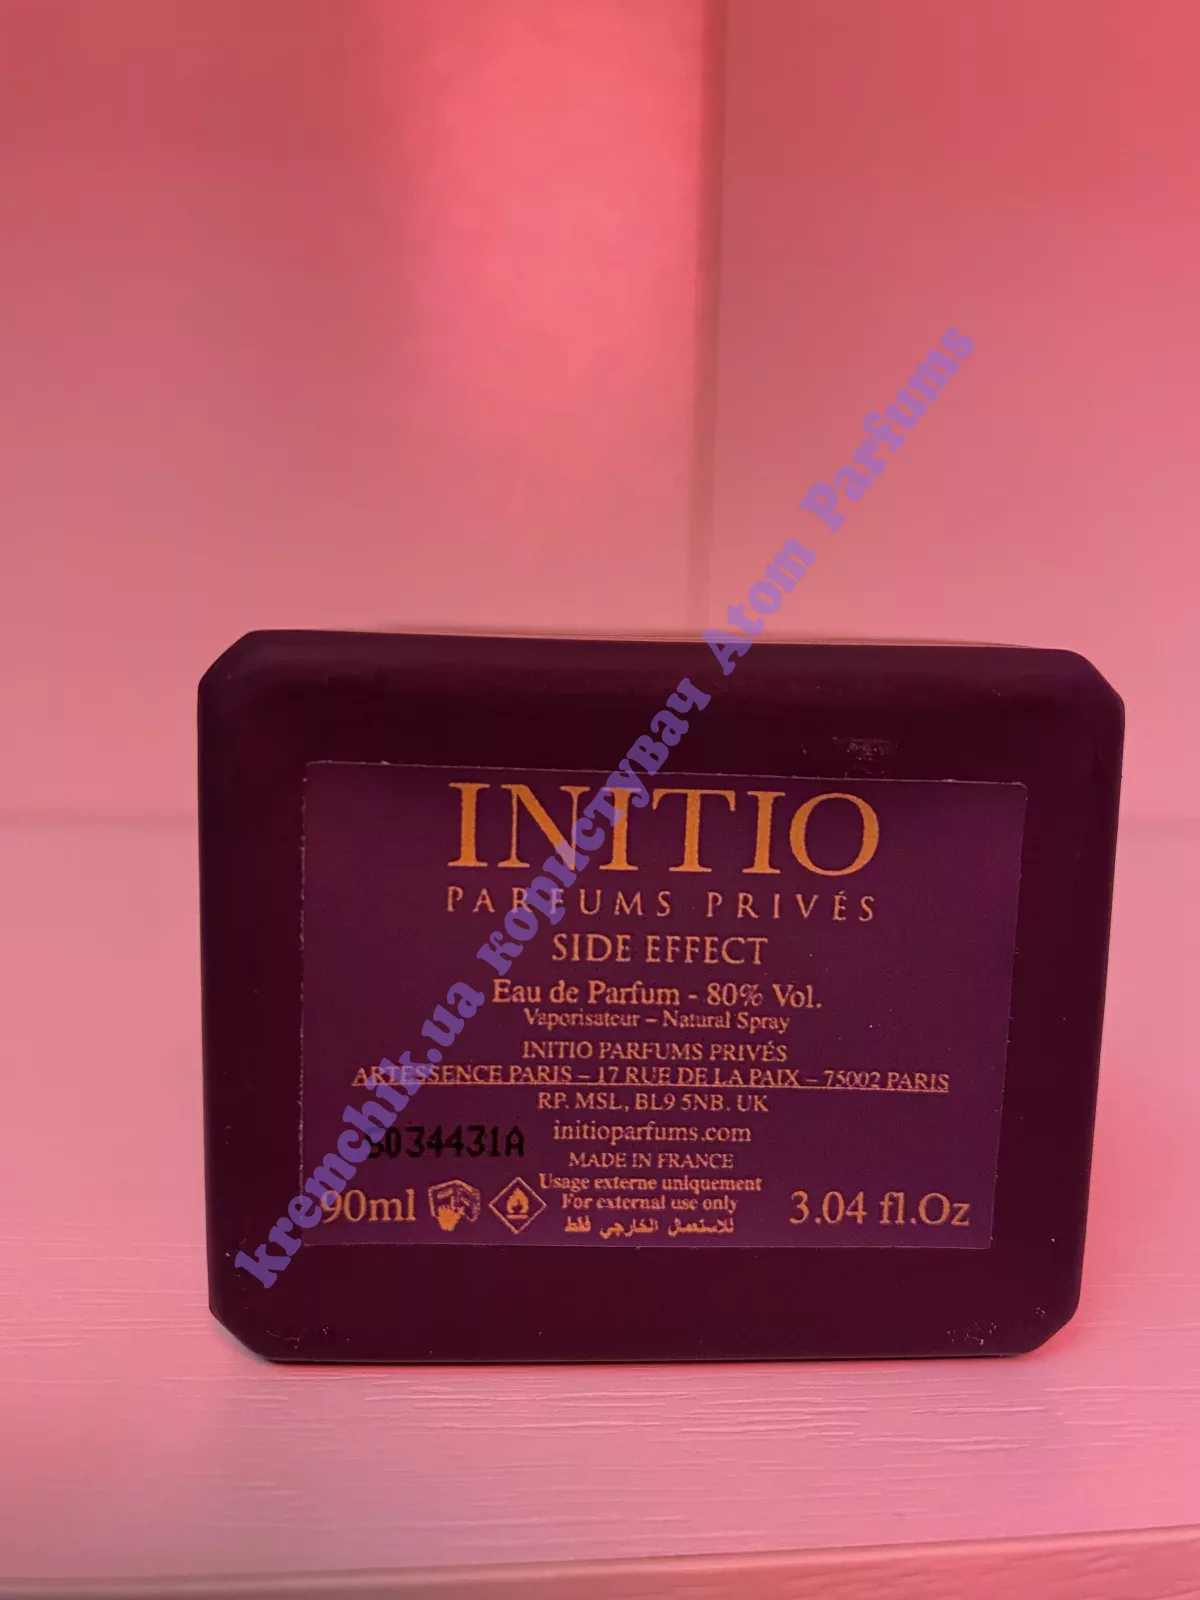 INITIO
PARFUMS PRIVÉS
SIDE EFFECT
Eau de Parfum - 80% Vol.
Vaporisateur – Natural Spray
INITIO PARFUMS PRIVÉS
ARTESSENCE PARIS – 17 RUE DE LA PAIX – 75002 PARIS
RP. MSL, BL9 5NB. UK
initioparfums.com
MADE IN FRANCE
Usage externe uniquement
For external use only
للاستعمال الخارجي فقط
90ml
3.04 fl.Oz
kremchik.ua користувач Atom Parfums